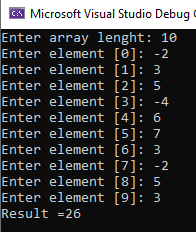 Microsoft Visual Studio Debug
Enter array lenght: 10
Enter element [0]: -2
Enter element [1]: 3
Enter element [2]: 5
Enter element [3]: -4
Enter element [4]: 6
Enter element [5]: 7
Enter element [6]: 3
Enter element [7]: -2
Enter element [8]: 5
Enter element [9]: 3
Result =26